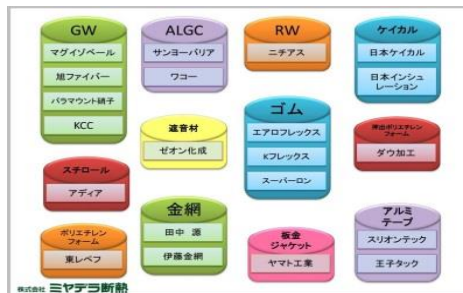 GW
マグイゾベール
旭ファイバー
パラマウント硝子
KCC
ALGC
サンヨーバリア
ワコー
RW
ニチアス
ケイカル
日本ケイカル
日本インシュ
レーション
遮音材
ゼオン化成
ゴム
エアロフレックス
Kフレックス
スーパーロン
押出ポリエチレン
フォーム
ダウ加工
スチロール
アディア
金網
田中 源
伊藤金網
ポリエチレン
フォーム
東レペフ
板金
ジャケット
ヤマト工業
アルミ
テープ
スリオンテック
王子タック
株式会社 ミヤデラ断熱